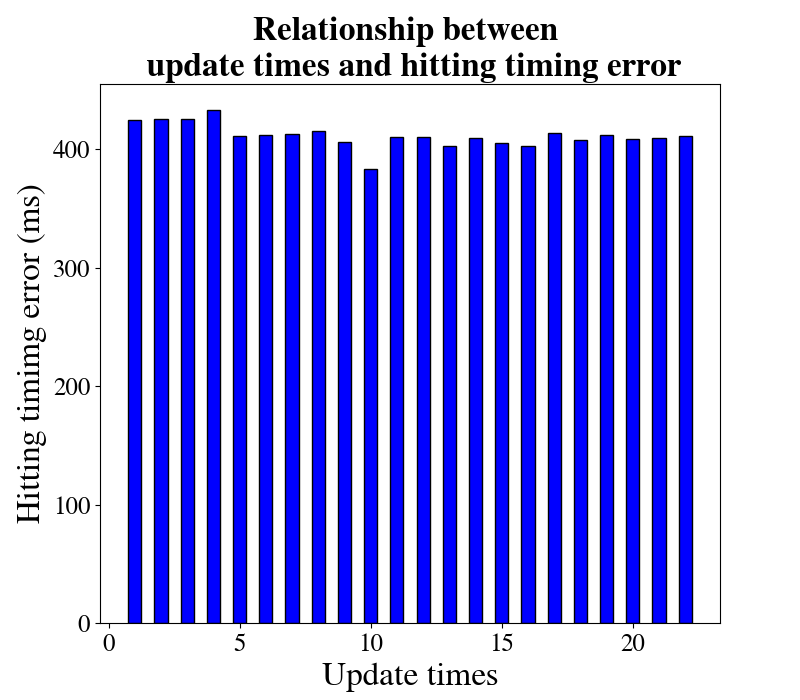 Relationship between
update times and hitting timing error
Hitting timimg error (ms)
400
300
200
100
0
0 5 10 15 20
Update times